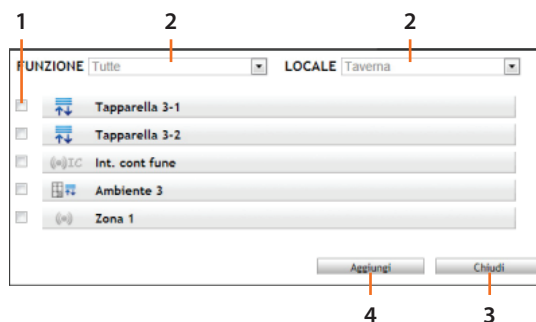 1 2 2
FUNZIONE Tutte LOCALE Taverna
Tapparella 3-1
Tapparella 3-2
((•))IC Int. cont fune
Ambiente 3
((•)) Zona 1
Aggiungi Chiudi
4 3